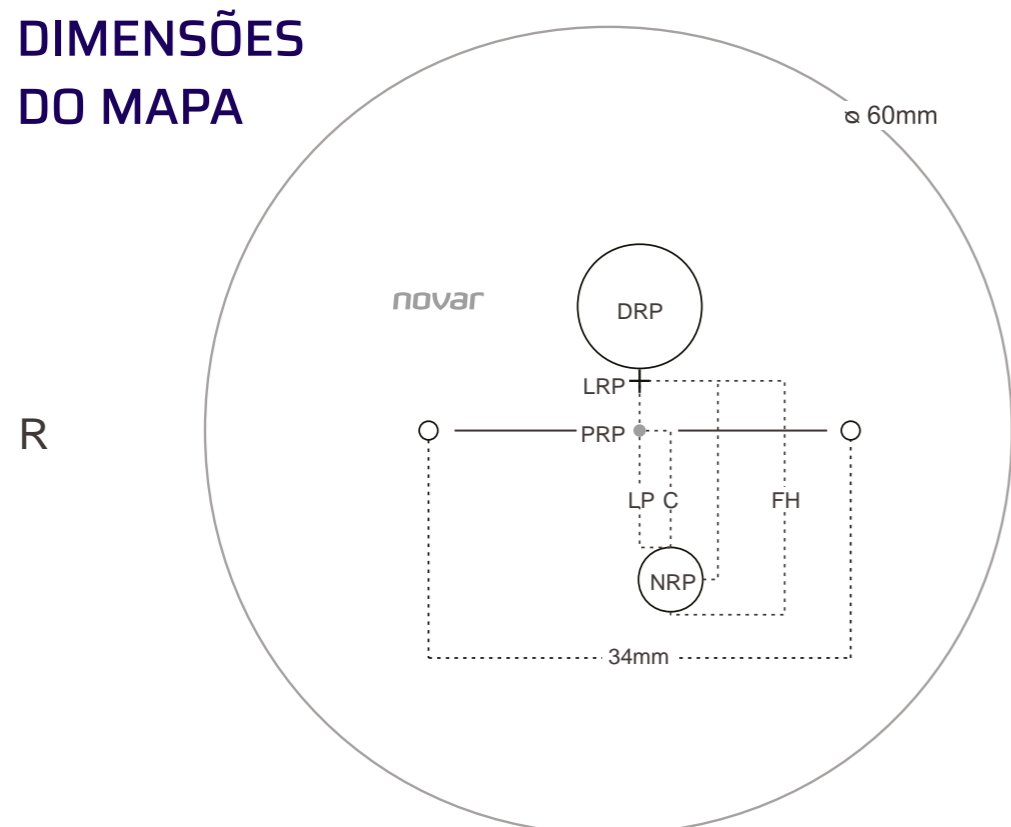 DIMENSÕES
DO MAPA
⌀ 60mm
novar
DRP
LRP
R
PRP
LP C
FH
NRP
34mm